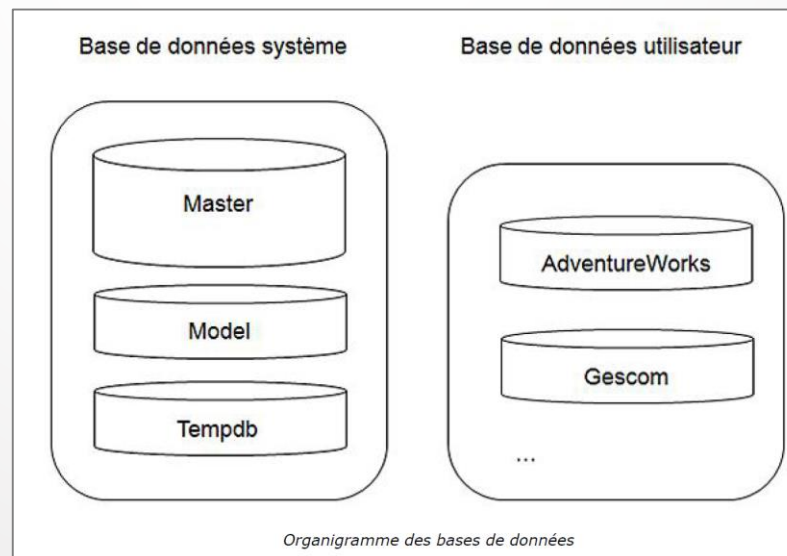 Base de données système
Base de données utilisateur
Master
Model
Tempdb
AdventureWorks
Gescom
...
Organigramme des bases de données